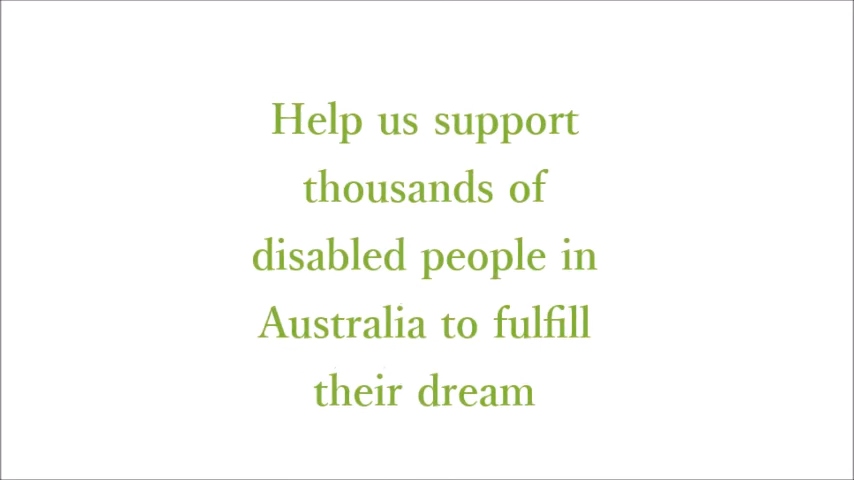 Help us support
thousands of
disabled people in
Australia to fulfill
their dream